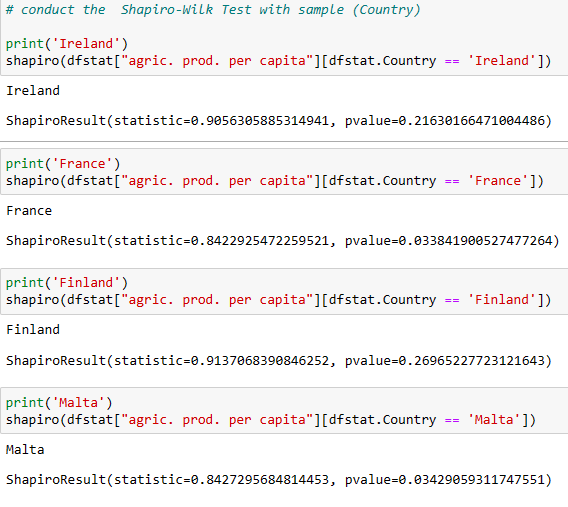 # conduct the  Shapiro-Wilk Test with sample (Country)
print('Ireland')
shapiro(dfstat["agric. prod. per capita"][dfstat.Country == 'Ireland'])
Ireland
ShapiroResult(statistic=0.9056305885314941, pvalue=0.21630166471004486)
print('France')
shapiro(dfstat["agric. prod. per capita"][dfstat.Country == 'France'])
France
ShapiroResult(statistic=0.8422925472259521, pvalue=0.033841900527477264)
print('Finland')
shapiro(dfstat["agric. prod. per capita"][dfstat.Country == 'Finland'])
Finland
ShapiroResult(statistic=0.9137068390846252, pvalue=0.26965227723121643)
print('Malta')
shapiro(dfstat["agric. prod. per capita"][dfstat.Country == 'Malta'])
Malta
ShapiroResult(statistic=0.8427295684814453, pvalue=0.03429059311747551)